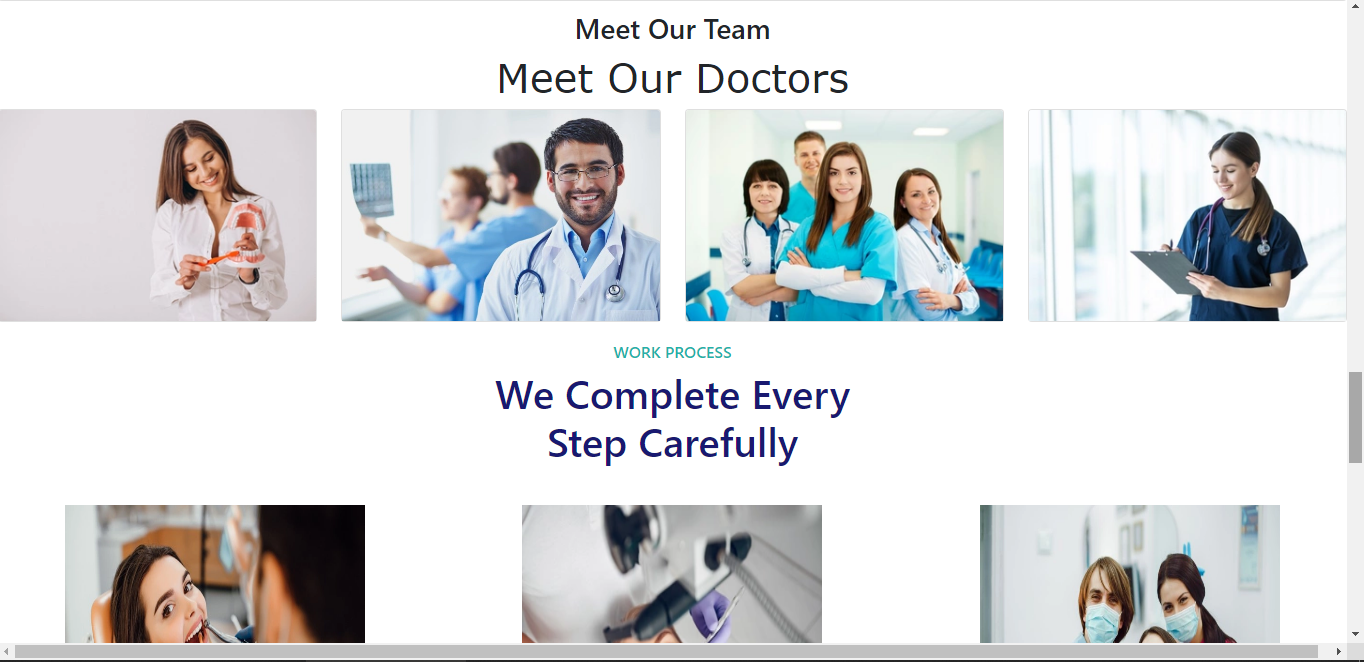 Meet Our Team
Meet Our Doctors
WORK PROCESS
We Complete Every
Step Carefully